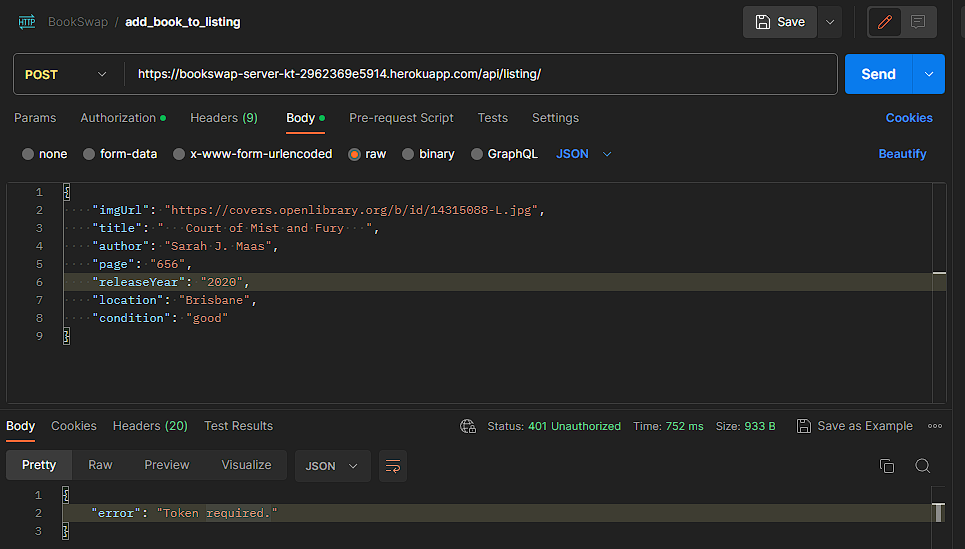 HTTP BookSwap / add_book_to_listing Save
POST https://bookswap-server-kt-2962369e5914.herokuapp.com/api/listing/ Send
Params Authorization Headers (9) Body Pre-request Script Tests Settings Cookies
none form-data x-www-form-urlencoded raw binary GraphQL JSON Beautify
1 {
2 "imgUrl": "https://covers.openlibrary.org/b/id/14315088-L.jpg",
3 "title": "   Court of Mist and Fury   ",
4 "author": "Sarah J. Maas",
5 "page": "656",
6 "releaseYear": "2020",
7 "location": "Brisbane",
8 "condition": "good"
9 }
Body Cookies Headers (20) Test Results Status: 401 Unauthorized Time: 752 ms Size: 933 B Save as Example
Pretty Raw Preview Visualize JSON
1 {
2 "error": "Token required."
3 }